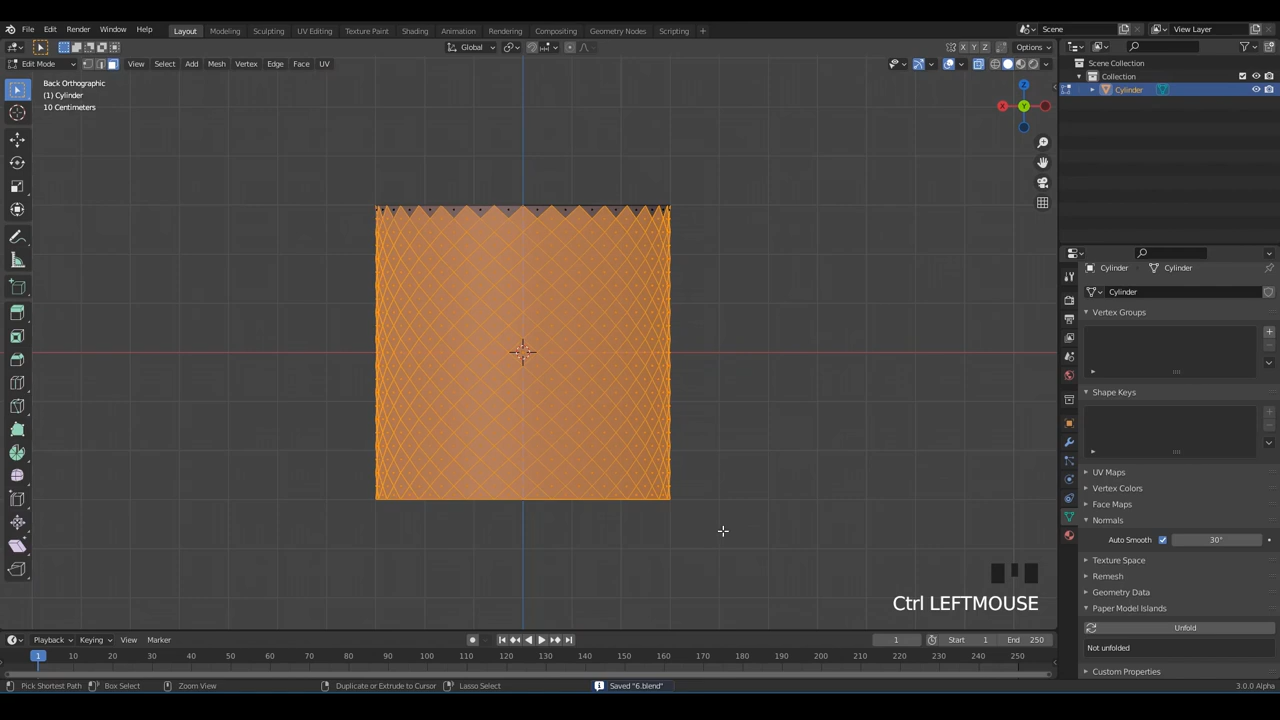 File Edit Render Window Help Layout Modeling Sculpting UV Editing Texture Paint Shading Animation Rendering Compositing Geometry Nodes Scripting + Scene View Layer
Global X Y Z Options
Edit Mode View Select Add Mesh Vertex Edge Face UV
Scene Collection
Collection
Cylinder
Back Orthographic
(1) Cylinder
10 Centimeters
Z
X
Y
Cylinder Cylinder
Cylinder
Vertex Groups
Shape Keys
UV Maps
Vertex Colors
Face Maps
Normals
Auto Smooth 30°
Texture Space
Remesh
Geometry Data
Paper Model Islands
Unfold
Not unfolded
Custom Properties
Ctrl LEFTMOUSE
Playback Keying View Marker 1 Start 1 End 250
1 10 20 30 40 50 60 70 80 90 100 110 120 130 140 150 160 170 180 190 200 210 220 230 240 250
Pick Shortest Path Box Select Zoom View Duplicate or Extrude to Cursor Lasso Select Saved "6.blend" 3.0.0 Alpha